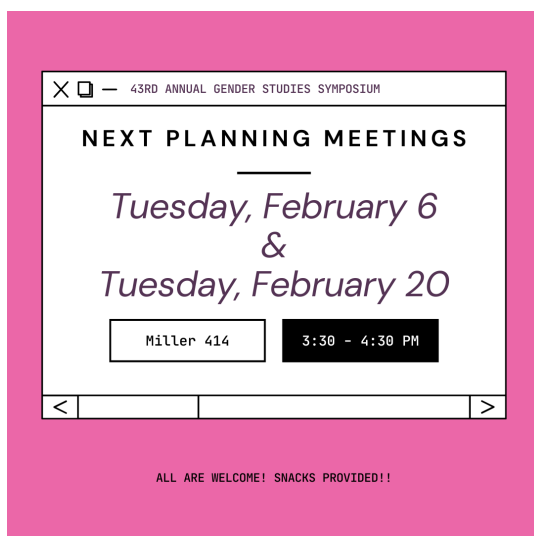 43RD ANNUAL GENDER STUDIES SYMPOSIUM
NEXT PLANNING MEETINGS
Tuesday, February 6
&
Tuesday, February 20
Miller 414
3:30 - 4:30 PM
ALL ARE WELCOME! SNACKS PROVIDED!!